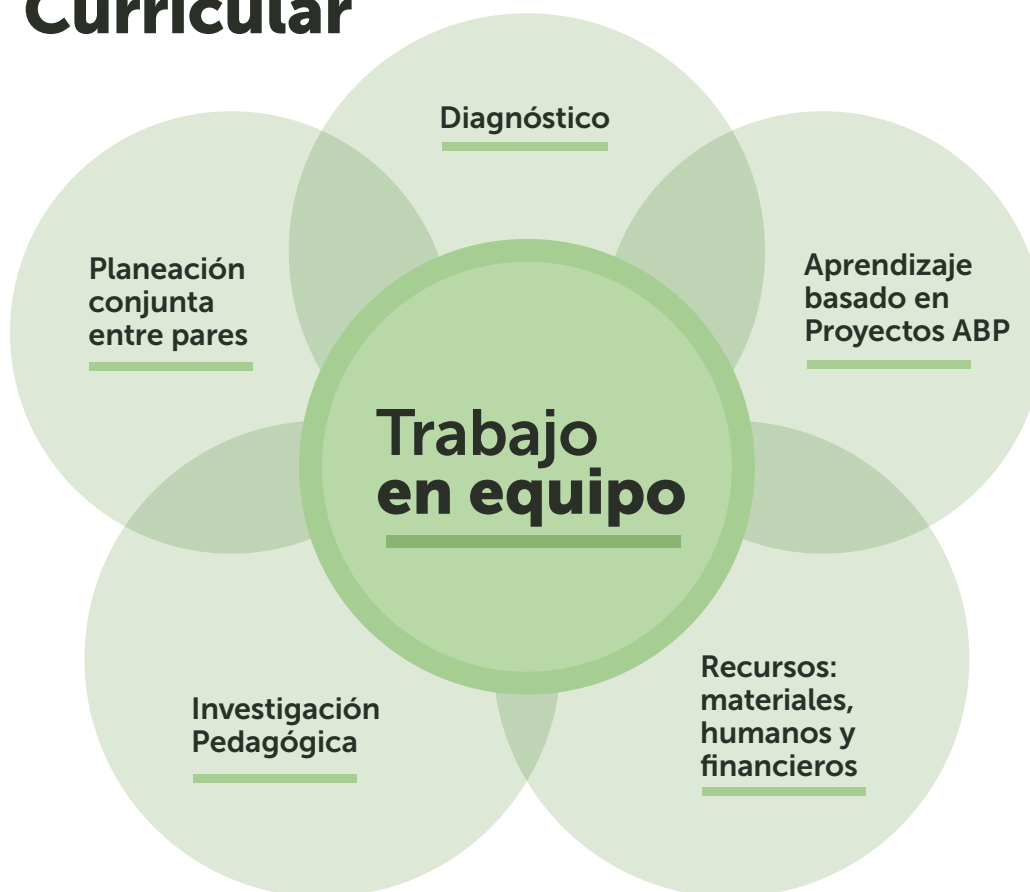 Curricular
Diagnóstico
Planeación
conjunta
entre pares
Aprendizaje
basado en
Proyectos ABP
Trabajo
en equipo
Investigación
Pedagógica
Recursos:
materiales,
humanos y
financieros